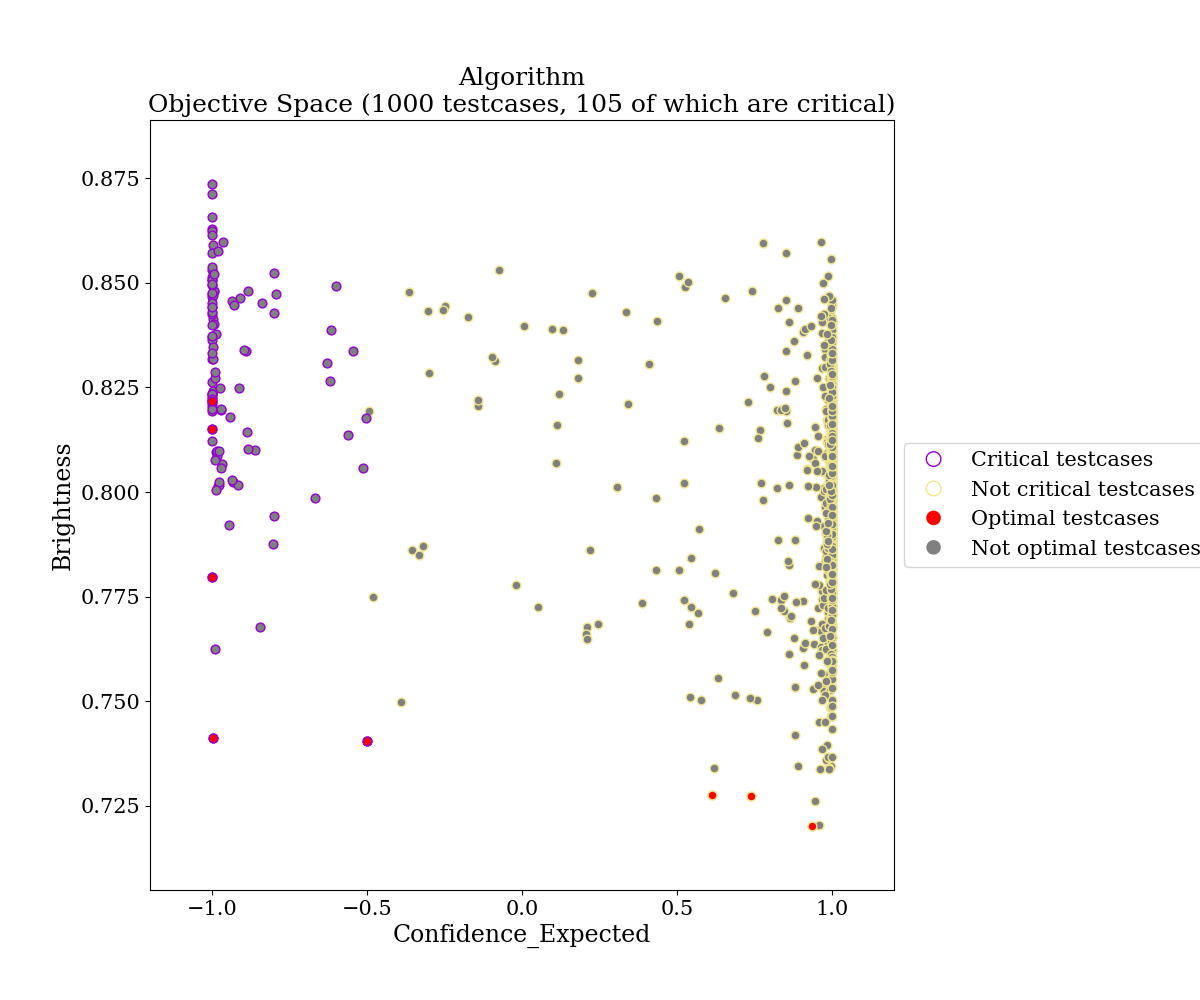 Algorithm
Objective Space (1000 testcases, 105 of which are critical)
0.875
0.850
0.825
0.800
0.775
0.750
0.725
Brightness
−1.0
−0.5
0.0
0.5
1.0
Confidence_Expected
Critical testcases
Not critical testcases
Optimal testcases
Not optimal testcases